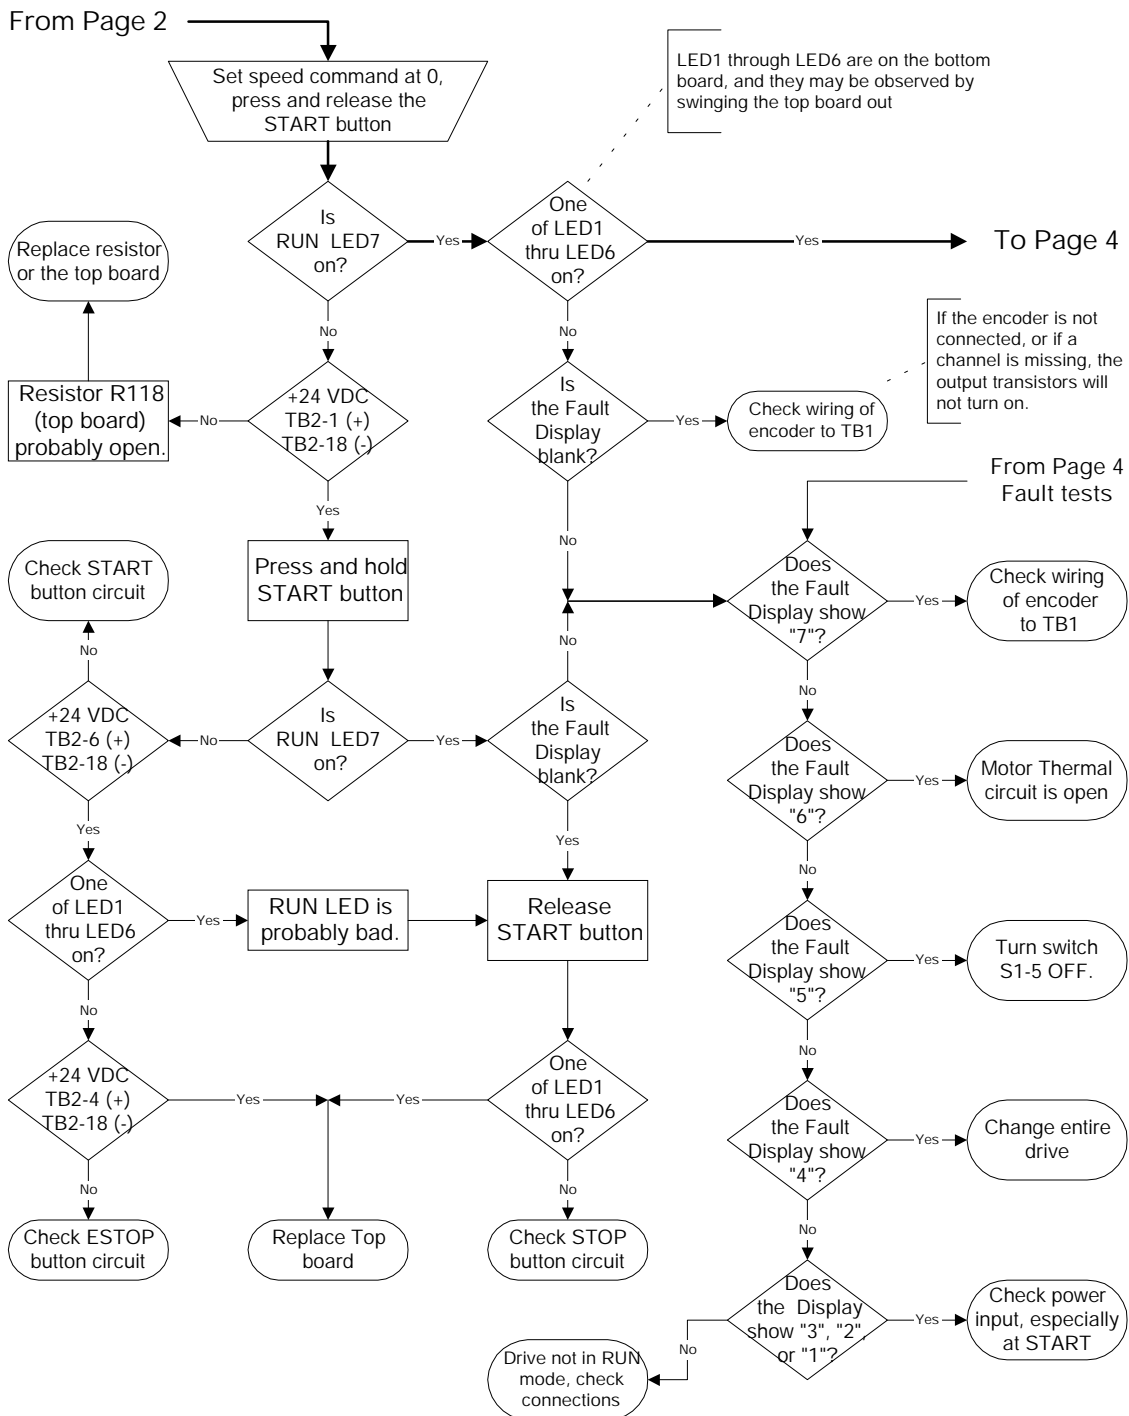 From Page 2
Set speed command at 0,
press and release the
START button
LED1 through LED6 are on the bottom
board, and they may be observed by
swinging the top board out
Is
RUN LED7
on?
Yes
One
of LED1
thru LED6
on?
Yes
To Page 4
Replace resistor
or the top board
No
No
If the encoder is not
connected, or if a
channel is missing, the
output transistors will
not turn on.
Resistor R118
(top board)
probably open.
No
+24 VDC
TB2-1 (+)
TB2-18 (-)
Is
the Fault
Display
blank?
Yes
Check wiring of
encoder to TB1
From Page 4
Fault tests
Yes
No
Check START
button circuit
Press and hold
START button
Does
the Fault
Display show
"7"?
Yes
Check wiring
of encoder
to TB1
No
No
No
+24 VDC
TB2-6 (+)
TB2-18 (-)
No
Is
RUN LED7
on?
Yes
Is
the Fault
Display
blank?
Does
the Fault
Display show
"6"?
Yes
Motor Thermal
circuit is open
Yes
Yes
No
One
of LED1
thru LED6
on?
Yes
RUN LED is
probably bad.
Release
START button
Does
the Fault
Display show
"5"?
Yes
Turn switch
S1-5 OFF.
No
No
+24 VDC
TB2-4 (+)
TB2-18 (-)
Yes
Yes
One
of LED1
thru LED6
on?
Does
the Fault
Display show
"4"?
Yes
Change entire
drive
No
No
No
Check ESTOP
button circuit
Replace Top
board
Check STOP
button circuit
Does
the Display
show "3", "2",
or "1"?
Yes
Check power
input, especially
at START
No
Drive not in RUN
mode, check
connections